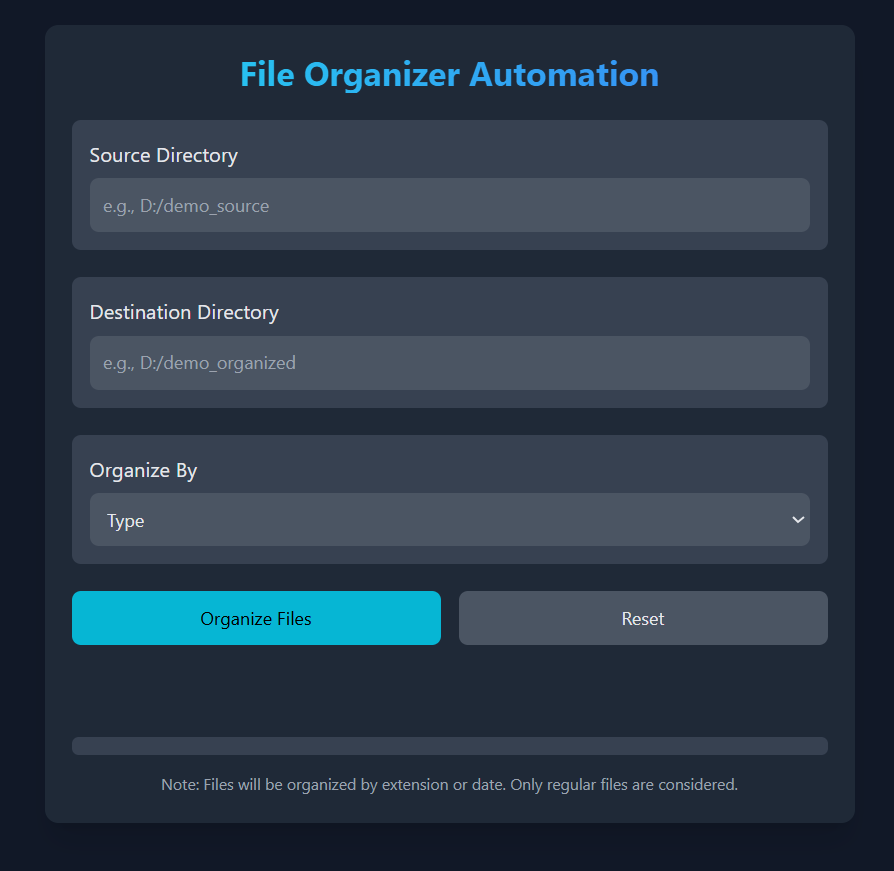 File Organizer Automation
Source Directory
e.g., D:/demo_source
Destination Directory
e.g., D:/demo_organized
Organize By
Type
Organize Files
Reset
Note: Files will be organized by extension or date. Only regular files are considered.